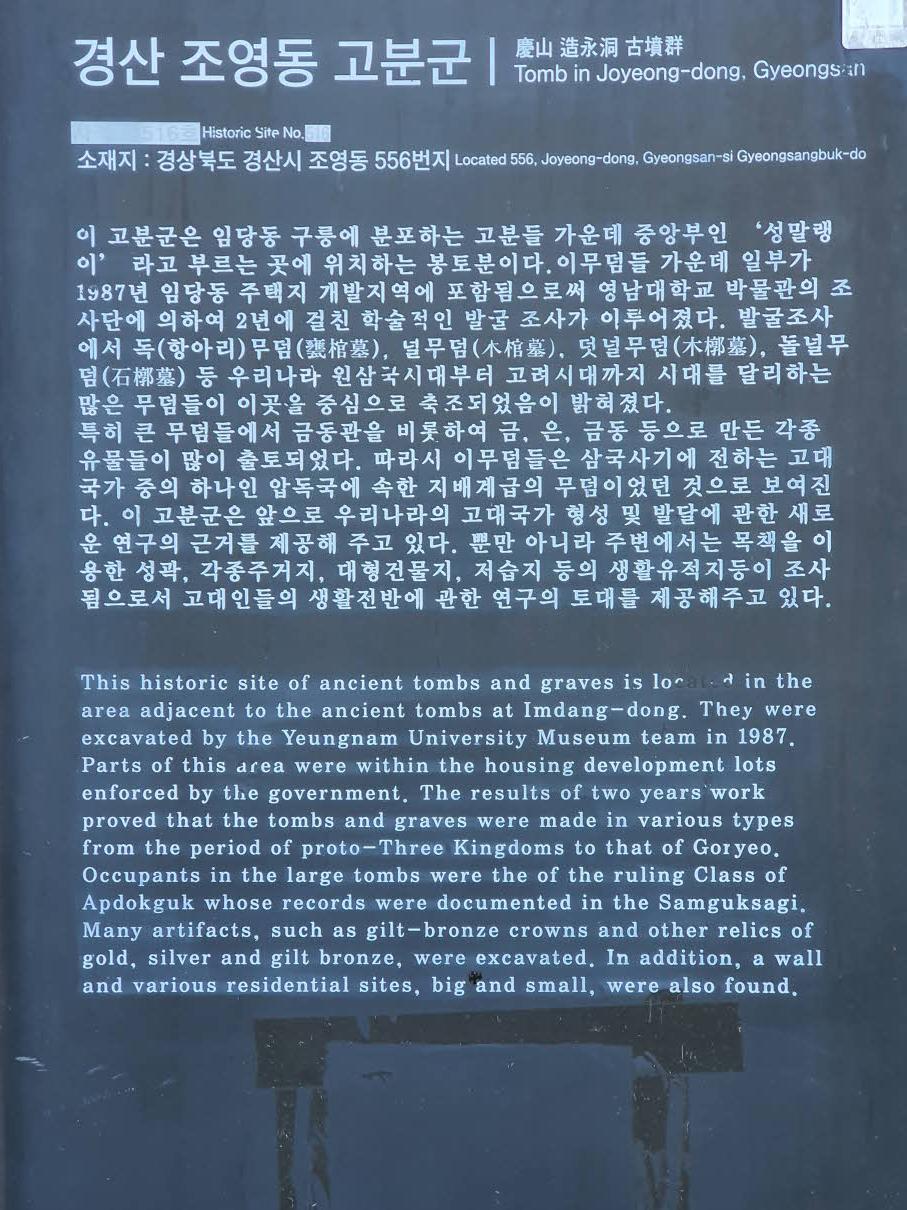 경산 조영동 고분군
慶山 造永洞 古墳群
Tomb in Joyeong-dong, Gyeongsan
516호 Historic Site No.516
소재지 : 경상북도 경산시 조영동 556번지 Located 556, Joyeong-dong, Gyeongsan-si Gyeongsangbuk-do
이 고분군은 임당동 구릉에 분포하는 고분들 가운데 중앙부인 ‘성말랭
이’ 라고 부르는 곳에 위치하는 봉토분이다.이무덤들 가운데 일부가
1987년 임당동 주택지 개발지역에 포함됨으로써 영남대학교 박물관의 조
사단에 의하여 2년에 걸친 학술적인 발굴 조사가 이루어졌다. 발굴조사
에서 독(항아리)무덤(甕棺墓), 널무덤(木棺墓), 덧널무덤(木槨墓), 돌널무
덤(石槨墓) 등 우리나라 원삼국시대부터 고려시대까지 시대를 달리하는
많은 무덤들이 이곳을 중심으로 축조되었음이 밝혀졌다.
특히 큰 무덤들에서 금동관을 비롯하여 금, 은, 금동 등으로 만든 각종
유물들이 많이 출토되었다. 따라시 이무덤들은 삼국사기에 전하는 고대
국가 중의 하나인 압독국에 속한 지배계급의 무덤이었던 것으로 보여진
다. 이 고분군은 앞으로 우리나라의 고대국가 형성 및 발달에 관한 새로
운 연구의 근거를 제공해 주고 있다. 뿐만 아니라 주변에서는 목책을 이
용한 성곽, 각종주거지, 대형건물지, 저습지 등의 생활유적지등이 조사
됨으로서 고대인들의 생활전반에 관한 연구의 토대를 제공해주고 있다.
This historic site of ancient tombs and graves is located in the
area adjacent to the ancient tombs at Imdang-dong. They were
excavated by the Yeungnam University Museum team in 1987.
Parts of this area were within the housing development lots
enforced by the government. The results of two years'work
proved that the tombs and graves were made in various types
from the period of proto-Three Kingdoms to that of Goryeo.
Occupants in the large tombs were the of the ruling Class of
Apdokguk whose records were documented in the Samguksagi.
Many artifacts, such as gilt-bronze crowns and other relics of
gold, silver and gilt bronze, were excavated. In addition, a wall
and various residential sites, big and small, were also found.